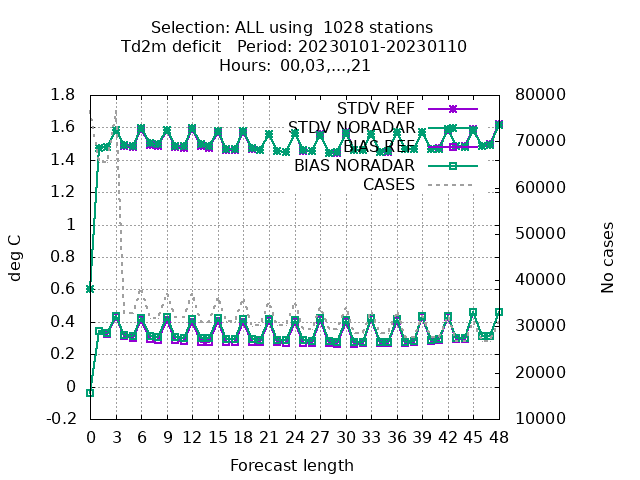 Selection: ALL using  1028 stations
Td2m deficit   Period: 20230101-20230110
Hours:  00,03,...,21
STDV REF
STDV NORADAR
BIAS REF
BIAS NORADAR
CASES
1.8
1.6
1.4
1.2
1
0.8
0.6
0.4
0.2
0
-0.2
80000
70000
60000
50000
40000
30000
20000
10000
deg C
No cases
0 3 6 9 12 15 18 21 24 27 30 33 36 39 42 45 48
Forecast length